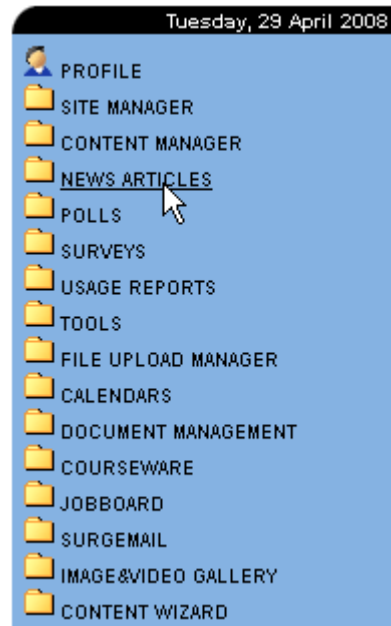 Tuesday, 29 April 2008
PROFILE
SITE MANAGER
CONTENT MANAGER
NEWS ARTICLES
POLLS
SURVEYS
USAGE REPORTS
TOOLS
FILE UPLOAD MANAGER
CALENDARS
DOCUMENT MANAGEMENT
COURSEWARE
JOBBOARD
SURGEMAIL
IMAGE&VIDEO GALLERY
CONTENT WIZARD